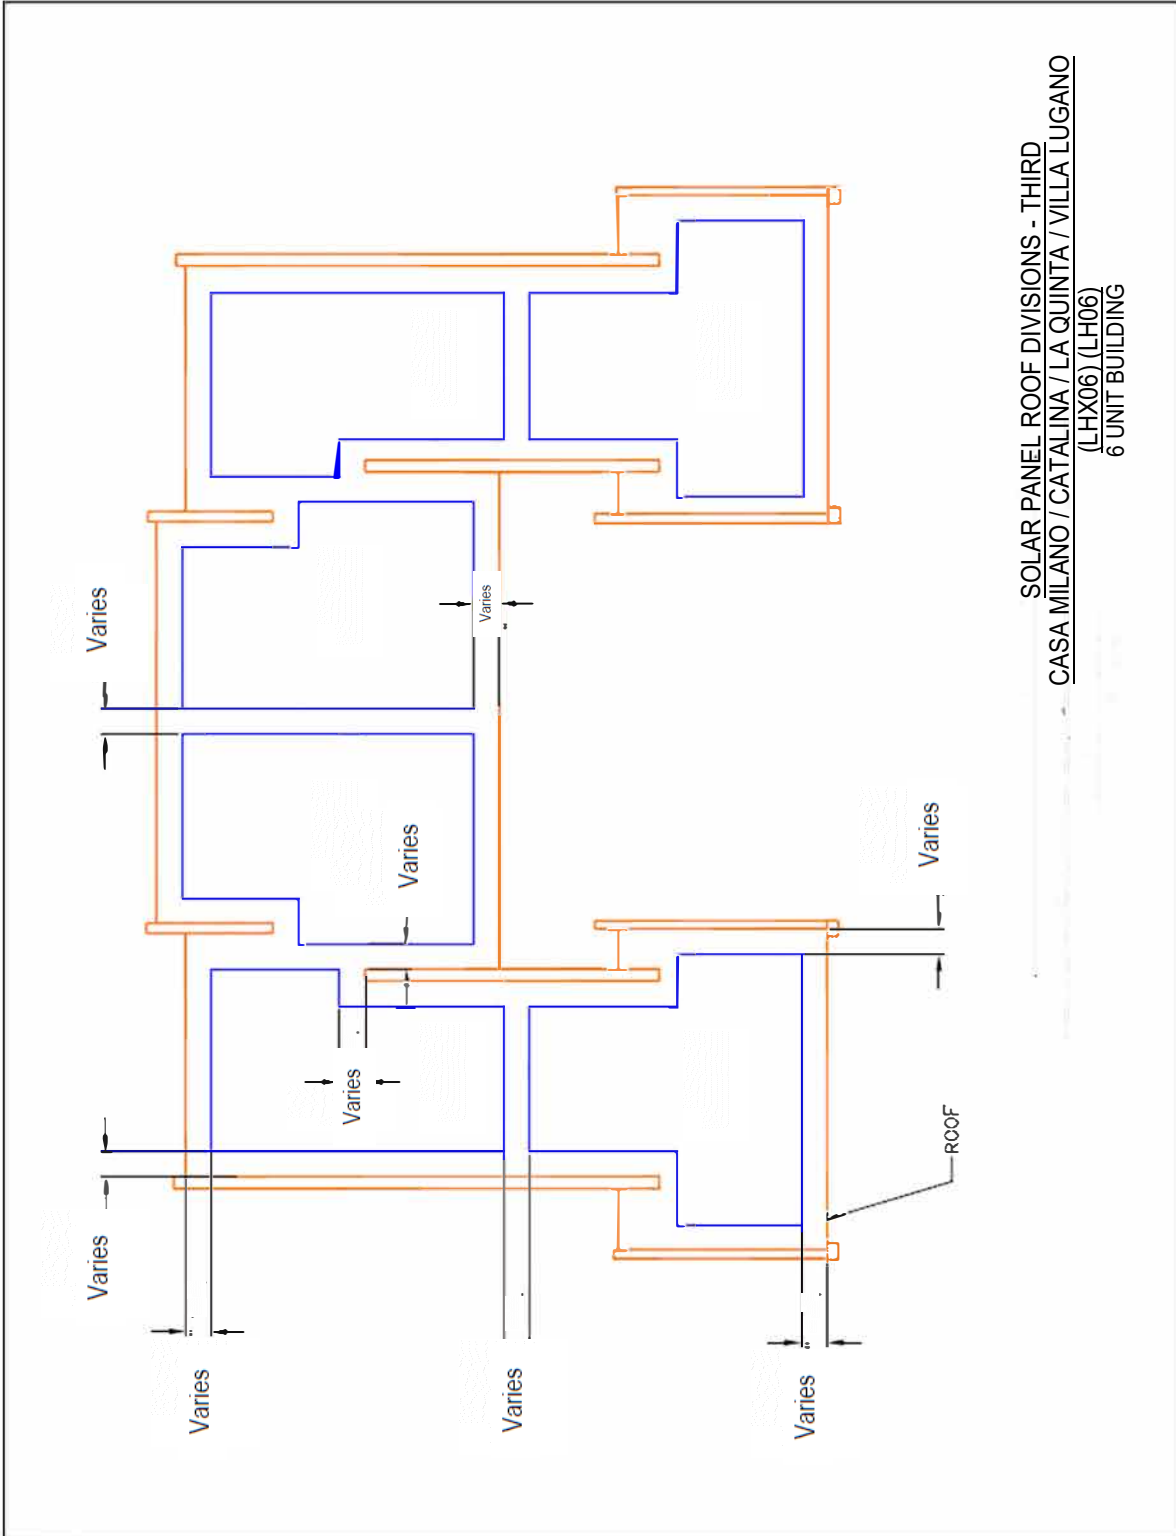 Varies
Varies
Varies
Varies
Varies
Varies
Varies
Varies
Varies
ROOF
SOLAR PANEL ROOF DIVISIONS - THIRD
CASA MILANO / CATALINA / LA QUINTA / VILLA LUGANO
(LHX06) (LH06)
6 UNIT BUILDING